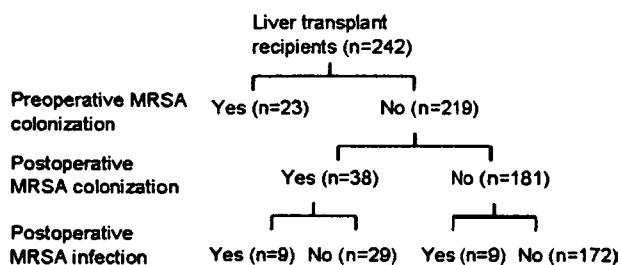 Liver transplant
recipients (n=242)
Preoperative MRSA
colonization
Yes (n=23) No (n=219)
Postoperative
MRSA colonization
Yes (n=38) No (n=181)
Postoperative
MRSA infection
Yes (n=9) No (n=29) Yes (n=9) No (n=172)